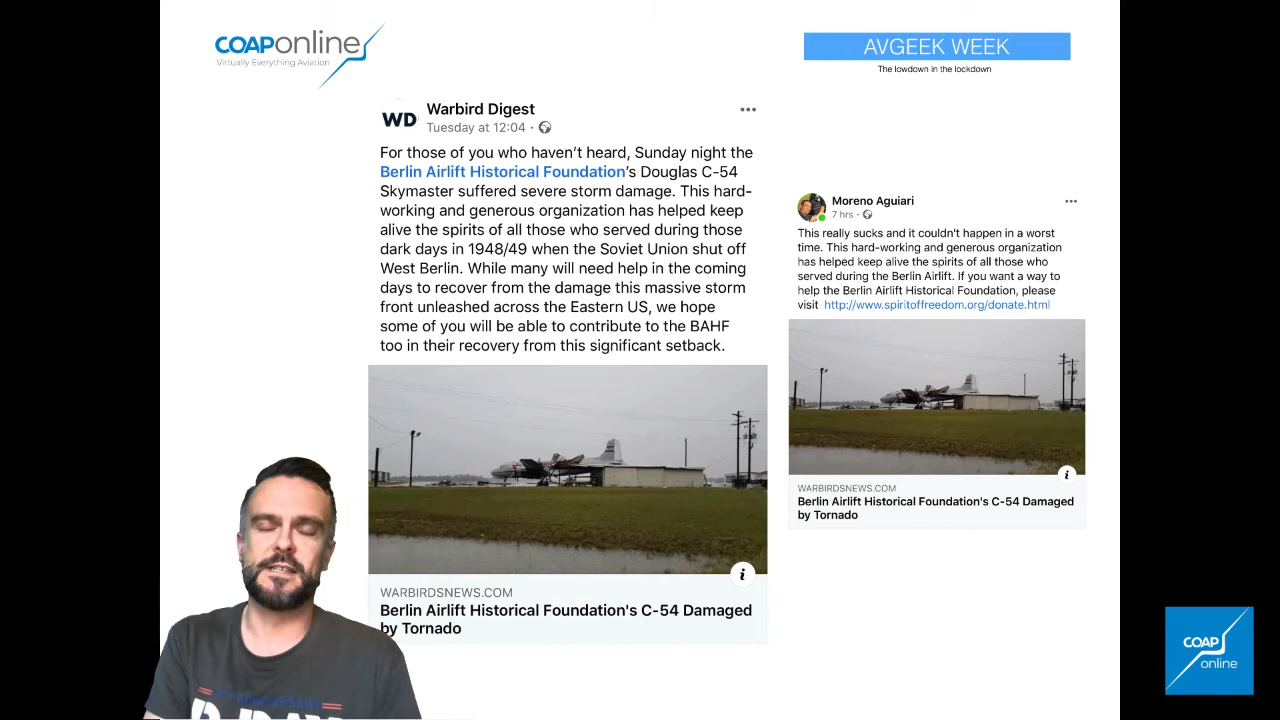 COAPonline
Virtually Everything Aviation
AVGEEK WEEK
The lowdown in the lockdown
WD
Warbird Digest
Tuesday at 12:04 ·
For those of you who haven't heard, Sunday night the
Berlin Airlift Historical Foundation's Douglas C-54
Skymaster suffered severe storm damage. This hard-
working and generous organization has helped keep
alive the spirits of all those who served during those
dark days in 1948/49 when the Soviet Union shut off
West Berlin. While many will need help in the coming
days to recover from the damage this massive storm
front unleashed across the Eastern US, we hope
some of you will be able to contribute to the BAHF
too in their recovery from this significant setback.
i
WARBIRDSNEWS.COM
Berlin Airlift Historical Foundation's C-54 Damaged
by Tornado
Moreno Aguiari
7 hrs ·
This really sucks and it couldn't happen in a worst
time. This hard-working and generous organization
has helped keep alive the spirits of all those who
served during the Berlin Airlift. If you want a way to
help the Berlin Airlift Historical Foundation, please
visit http://www.spiritoffreedom.org/donate.html
i
WARBIRDSNEWS.COM
Berlin Airlift Historical Foundation's C-54 Damaged
by Tornado
ANNIVERSARY
D-DAY
COAP
online